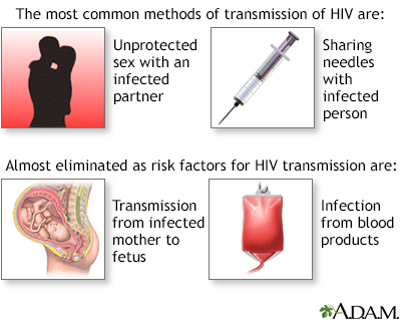 The most common methods of transmission of HIV are:
Unprotected
sex with an
infected
partner
Sharing
needles
with
infected
person
Almost eliminated as risk factors for HIV transmission are:
Transmission
from infected
mother to
fetus
Infection
from blood
products
A.D.A.M.